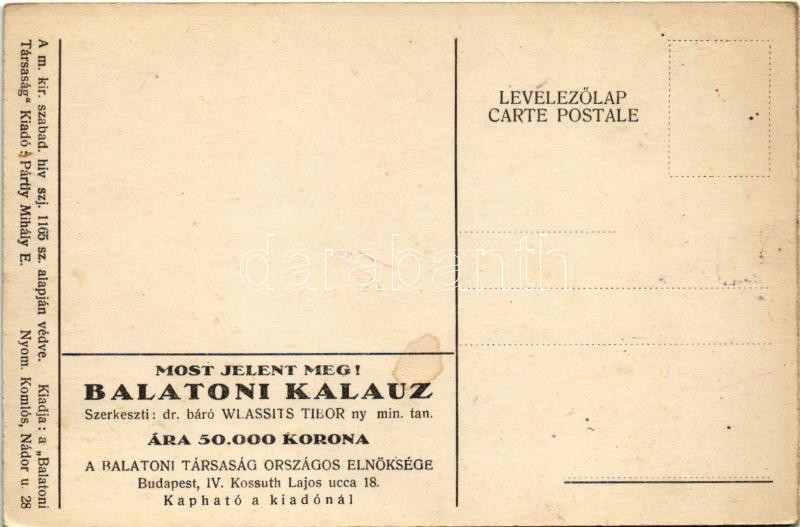 A m. kir. szabad. hiv szj. 1165 sz. alapján védve. Kiadja: a „Balatoni
Társaság" Kiadó: Pártly Mihály E. Nyom. Komlós, Nádor u. 28
LEVELEZŐLAP
CARTE POSTALE
darabanth
MOST JELENT MEG!
BALATONI KALAUZ
Szerkeszti: dr. báró WLASSITS TIBOR ny min. tan.
ÁRA 50.000 KORONA
A BALATONI TÁRSASÁG ORSZÁGOS ELNÖKSÉGE
Budapest, IV. Kossuth Lajos ucca 18.
Kapható a kiadónál